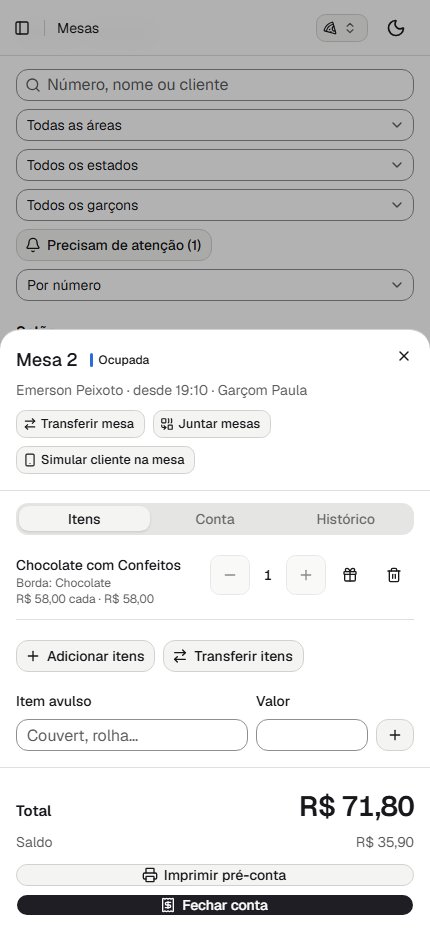 Mesas
Número, nome ou cliente
Todas as áreas
Todos os estados
Todos os garçons
Precisam de atenção (1)
Por número
Mesa 2
Ocupada
Emerson Peixoto · desde 19:10 · Garçom Paula
Transferir mesa
Juntar mesas
Simular cliente na mesa
Itens
Conta
Histórico
Chocolate com Confeitos
Borda: Chocolate
R$ 58,00 cada · R$ 58,00
1
Adicionar itens
Transferir itens
Item avulso
Valor
Couvert, rolha...
Total
R$ 71,80
Saldo
R$ 35,90
Imprimir pré-conta
Fechar conta